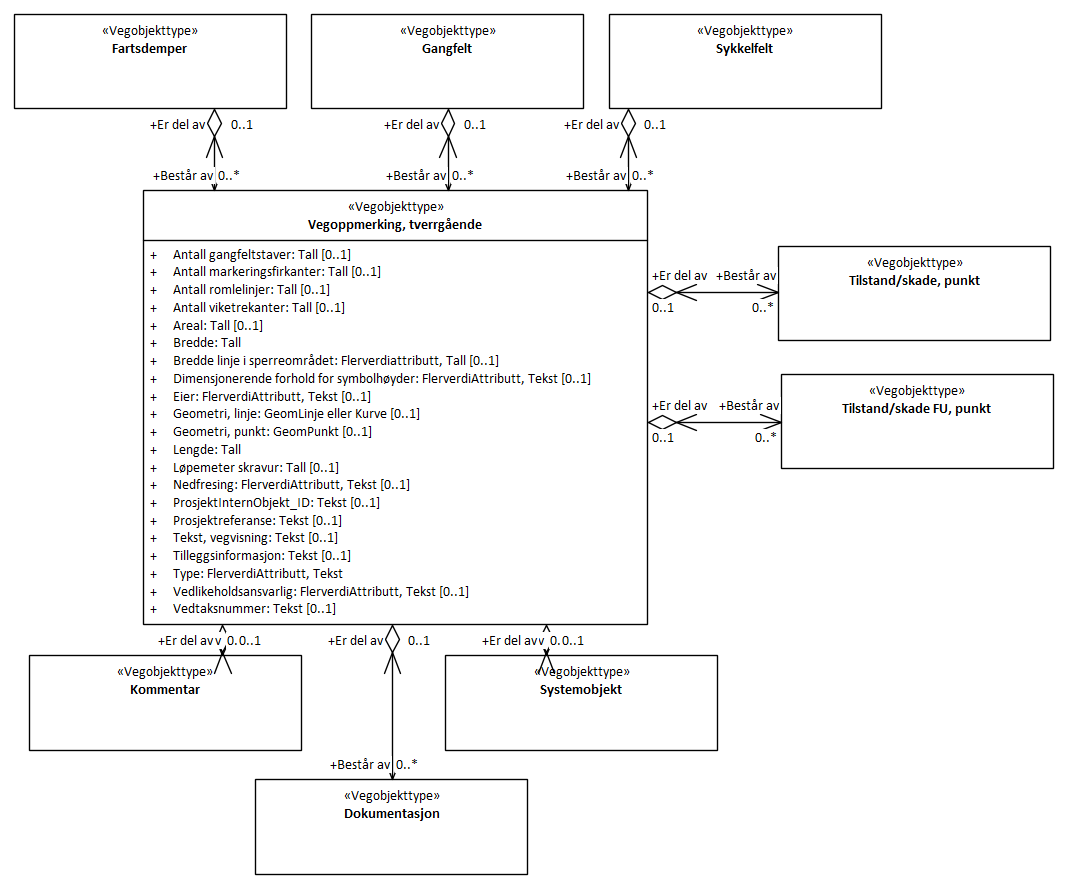 «Vegobjekttype»
Fartsdemper
«Vegobjekttype»
Gangfelt
«Vegobjekttype»
Sykkelfelt
+Er del av 0..1
+Består av 0..*
+Er del av 0..1
+Består av 0..*
+Er del av 0..1
+Består av 0..*
«Vegobjekttype»
Vegoppmerking, tverrgående
+ Antall gangfeltstaver: Tall [0..1]
+ Antall markeringsfirkanter: Tall [0..1]
+ Antall romlelinjer: Tall [0..1]
+ Antall viketrekanter: Tall [0..1]
+ Areal: Tall [0..1]
+ Bredde: Tall
+ Bredde linje i sperreområdet: Flerverdiattributt, Tall [0..1]
+ Dimensjonerende forhold for symbolhøyder: FlerverdiAttributt, Tekst [0..1]
+ Eier: FlerverdiAttributt, Tekst [0..1]
+ Geometri, linje: GeomLinje eller Kurve [0..1]
+ Geometri, punkt: GeomPunkt [0..1]
+ Lengde: Tall
+ Løpemeter skravur: Tall [0..1]
+ Nedfresing: FlerverdiAttributt, Tekst [0..1]
+ ProsjektInternObjekt_ID: Tekst [0..1]
+ Prosjektreferanse: Tekst [0..1]
+ Tekst, vegvisning: Tekst [0..1]
+ Tilleggsinformasjon: Tekst [0..1]
+ Type: FlerverdiAttributt, Tekst
+ Vedlikeholdsansvarlig: FlerverdiAttributt, Tekst [0..1]
+ Vedtaksnummer: Tekst [0..1]
+Er del av +Består av
0..1 0..*
«Vegobjekttype»
Tilstand/skade, punkt
+Er del av +Består av
0..1 0..*
«Vegobjekttype»
Tilstand/skade FU, punkt
+Er del av 0..1
«Vegobjekttype»
Kommentar
+Er del av 0..1
+Består av 0..*
+Er del av 0..1
«Vegobjekttype»
Systemobjekt
«Vegobjekttype»
Dokumentasjon